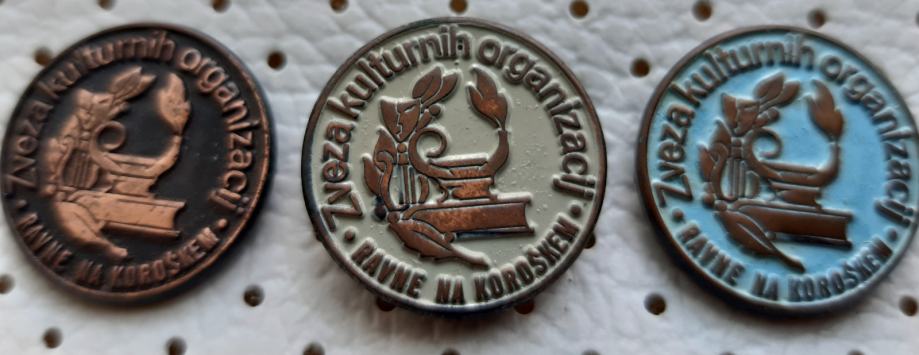 Zveza kulturnih organizacij
RAVNE NA KOROŠKEM
Zveza kulturnih organizacij
RAVNE NA KOROŠKEM
Zveza kulturnih organizacij
RAVNE NA KOROŠKEM